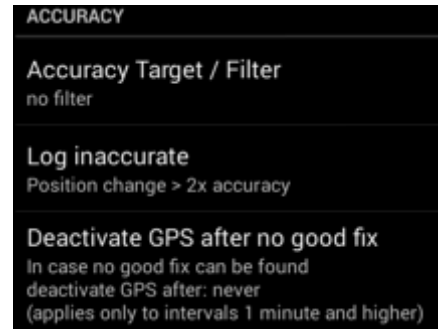 ACCURACY
Accuracy Target / Filter
no filter
Log inaccurate
Position change > 2x accuracy
Deactivate GPS after no good fix
In case no good fix can be found
deactivate GPS after: never
(applies only to intervals 1 minute and higher)